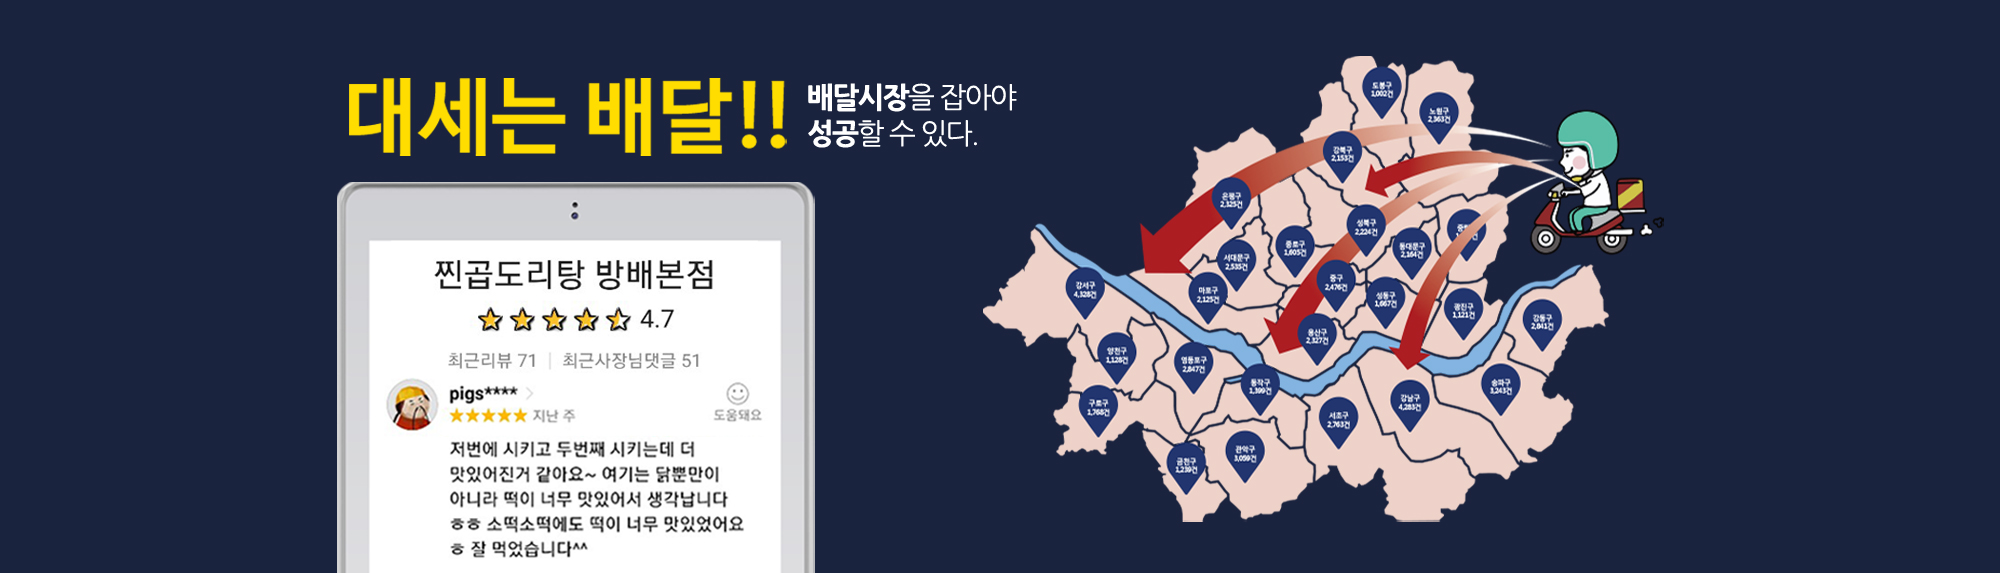 대세는 배달!!
배달시장을 잡아야
성공할 수 있다.
찐곱도리탕 방배본점
4.7
최근리뷰 71 | 최근사장님댓글 51
pigs****
지난 주
도움돼요
저번에 시키고 두번째 시키는데 더
맛있어진거 같아요~ 여기는 닭뿐만이
아니라 떡이 너무 맛있어서 생각납니다
ㅎㅎ 소떡소떡에도 떡이 너무 맛있었어요
ㅎ 잘 먹었습니다^^
도봉구
1,002건
노원구
2,363건
강북구
2,153건
은평구
2,325건
성북구
2,224건
종로구
1,605건
동대문구
2,164건
서대문구
2,535건
중구
2,476건
강서구
4,328건
마포구
2,125건
성동구
1,667건
광진구
1,121건
강동구
2,841건
용산구
2,327건
양천구
1,128건
영등포구
2,847건
동작구
1,399건
송파구
3,243건
구로구
1,768건
강남구
4,283건
서초구
2,763건
관악구
3,059건
금천구
1,239건